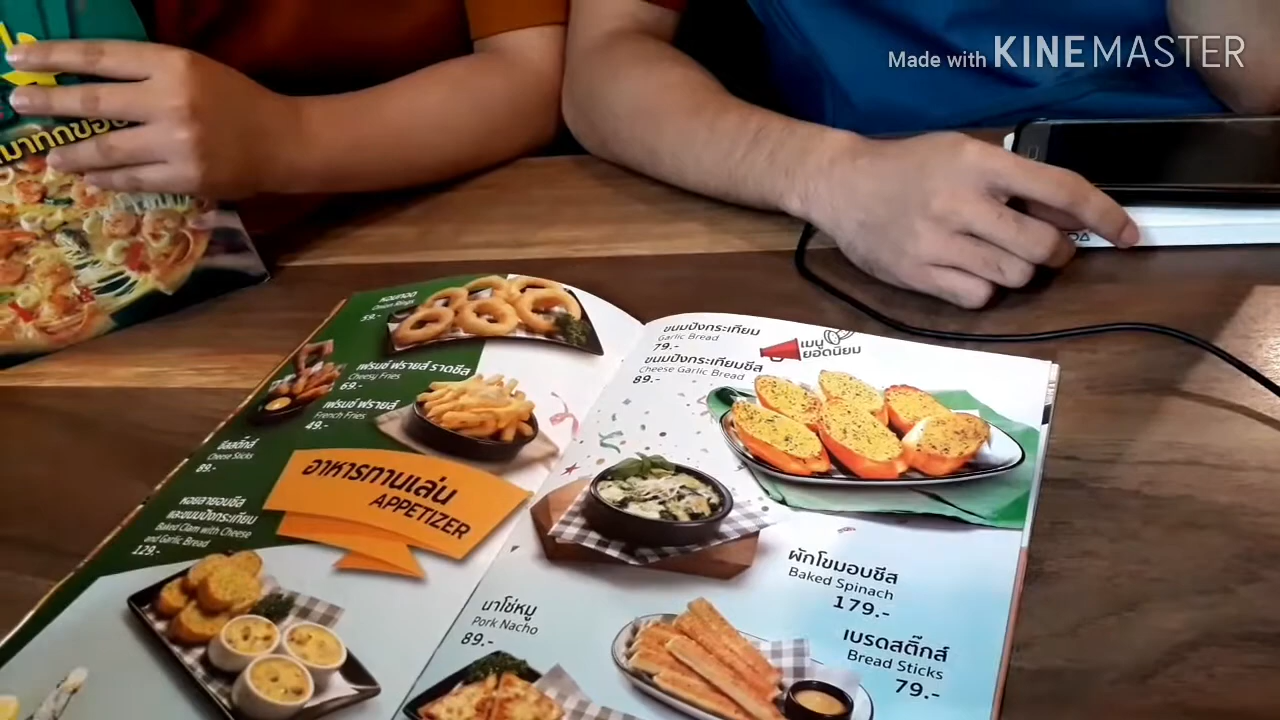 Made with KINEMASTER
หอมทอด
Onion Rings
59.-
เฟรนช์ ฟรายส์ ราดชีส
Cheesy Fries
69.-
เฟรนช์ ฟรายส์
French Fries
49.-
ชีสสติ๊กส์
Cheese Sticks
89.-
อาหารทานเล่น
APPETIZER
หอยลายอบชีส
และขนมปังกระเทียม
Baked Clam with Cheese
and Garlic Bread
129.-
ขนมปังกระเทียม
Garlic Bread
79.-
ขนมปังกระเทียมชีส
Cheese Garlic Bread
89.-
เมนู
ยอดนิยม
ผักโขมอบชีส
Baked Spinach
179.-
นาโช่หมู
Pork Nacho
89.-
เบรดสติ๊กส์
Bread Sticks
79.-